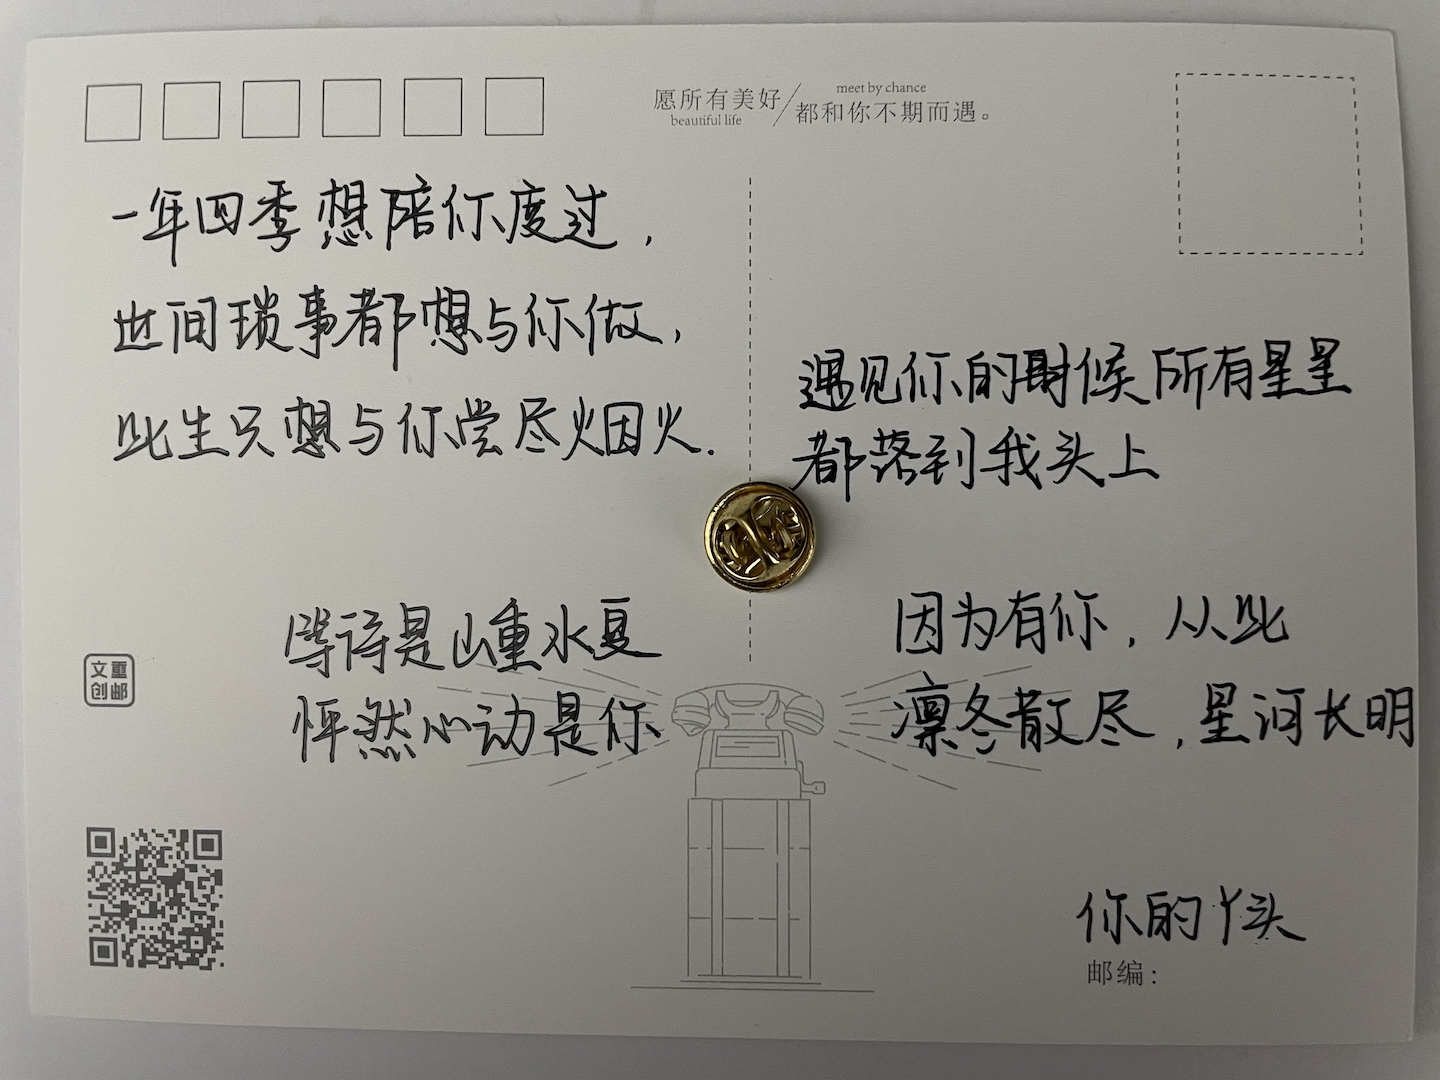 愿所有美好/都和你不期而遇。
beautiful life
meet by chance
一年四季想陪你度过，
世间琐事都想与你做，
此生只想与你尝尽烟火.
遇见你的时候所有星星
都落到我头上
等待是山重水复
怦然心动是你
因为有你，从此
凛冬散尽，星河长明
文重
创邮
你的丫头
邮编：